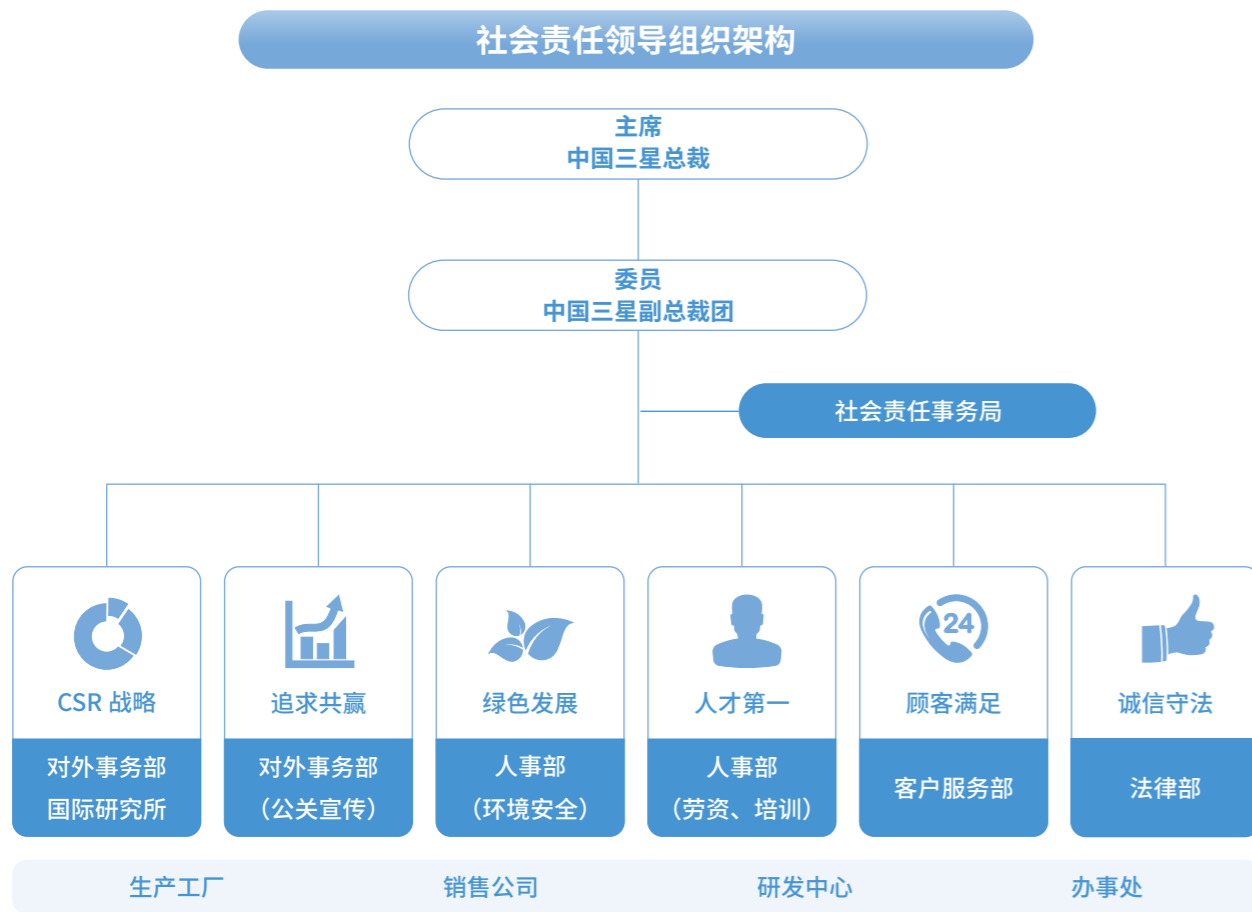 社会责任领导组织架构
主席
中国三星总裁
委员
中国三星副总裁团
社会责任事务局
CSR 战略
对外事务部
国际研究所
追求共赢
对外事务部
（公关宣传）
绿色发展
人事部
（环境安全）
人才第一
人事部
（劳资、培训）
24
顾客满足
客户服务部
诚信守法
法律部
生产工厂
销售公司
研发中心
办事处